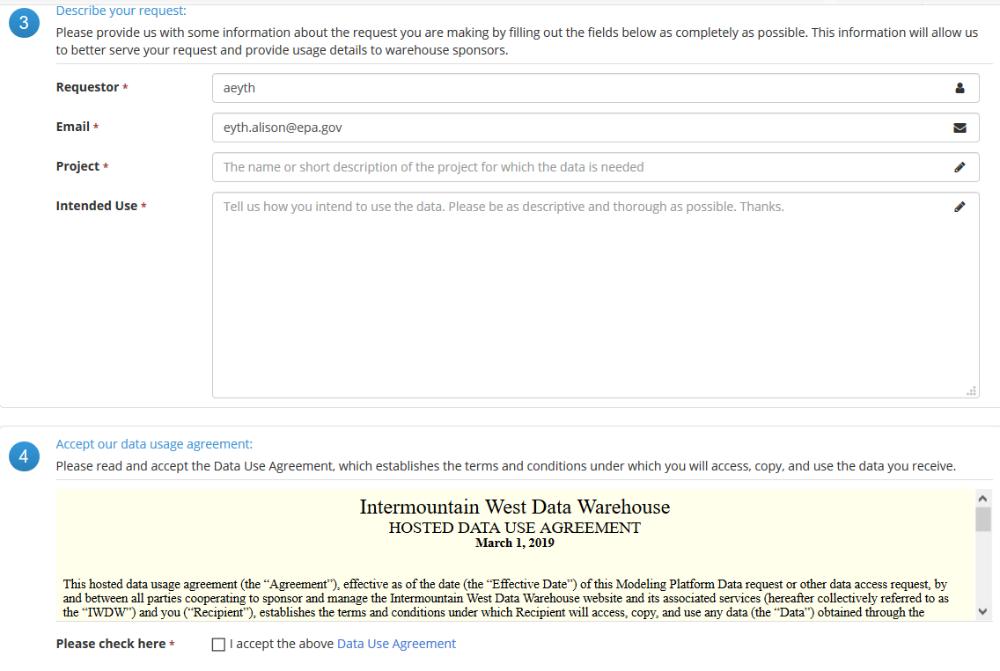 3
Describe your request:
Please provide us with some information about the request you are making by filling out the fields below as completely as possible. This information will allow us
to better serve your request and provide usage details to warehouse sponsors.
Requestor * aeyth
Email * eyth.alison@epa.gov
Project * The name or short description of the project for which the data is needed
Intended Use * Tell us how you intend to use the data. Please be as descriptive and thorough as possible. Thanks.
4
Accept our data usage agreement:
Please read and accept the Data Use Agreement, which establishes the terms and conditions under which you will access, copy, and use the data you receive.
Intermountain West Data Warehouse
HOSTED DATA USE AGREEMENT
March 1, 2019
This hosted data usage agreement (the “Agreement”), effective as of the date (the “Effective Date”) of this Modeling Platform Data request or other data access request, by
and between all parties cooperating to sponsor and manage the Intermountain West Data Warehouse website and its associated services (hereafter collectively referred to as
the “IWDW”) and you (“Recipient”), establishes the terms and conditions under which Recipient will access, copy, and use any data (the “Data”) obtained through the
Please check here * I accept the above Data Use Agreement